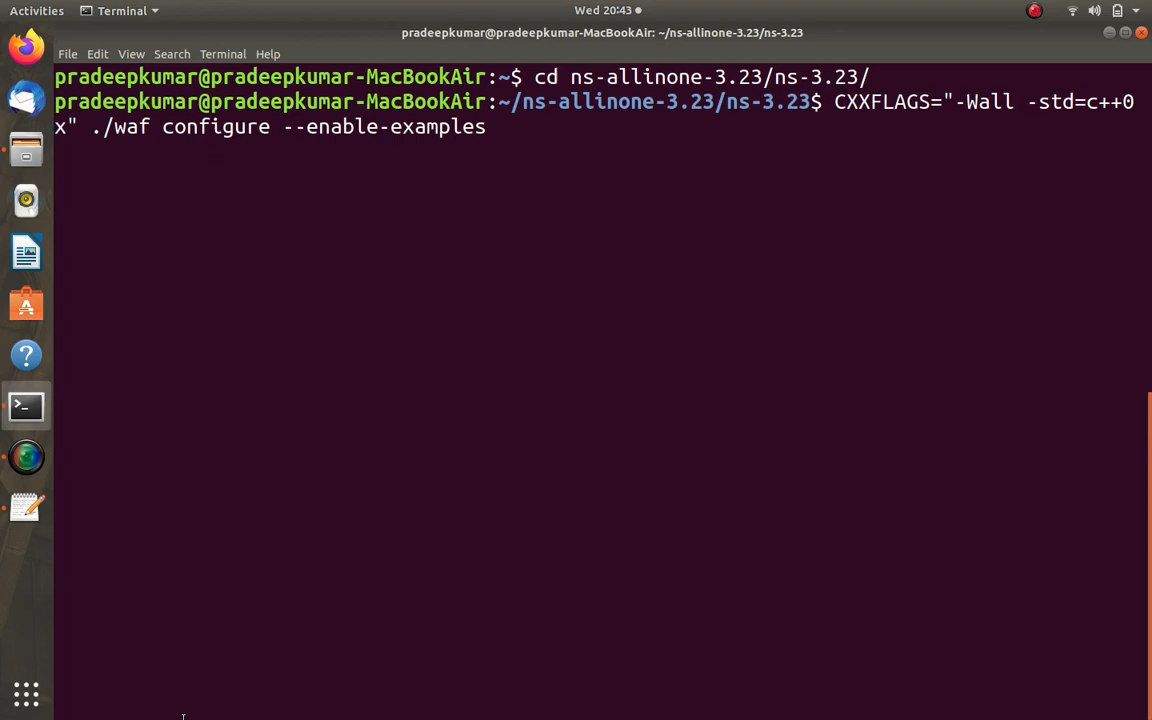 Activities Terminal Wed 20:43
pradeepkumar@pradeepkumar-MacBookAir: ~/ns-allinone-3.23/ns-3.23
File Edit View Search Terminal Help
pradeepkumar@pradeepkumar-MacBookAir:~$ cd ns-allinone-3.23/ns-3.23/
pradeepkumar@pradeepkumar-MacBookAir:~/ns-allinone-3.23/ns-3.23$ CXXFLAGS="-Wall -std=c++0
x" ./waf configure --enable-examples